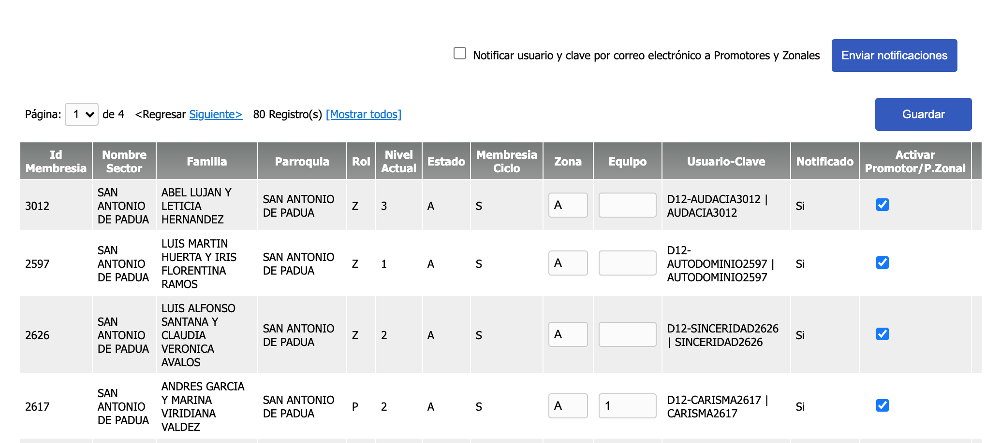 Notificar usuario y clave por correo electrónico a Promotores y Zonales
Enviar notificaciones
Página: 1 de 4 <Regresar Siguiente> 80 Registro(s) [Mostrar todos]
Guardar
Id Membresia
Nombre Sector
Familia
Parroquia
Rol
Nivel Actual
Estado
Membresia Ciclo
Zona
Equipo
Usuario-Clave
Notificado
Activar Promotor/P.Zonal
3012
SAN
ANTONIO
DE PADUA
ABEL LUJAN Y
LETICIA
HERNANDEZ
SAN ANTONIO
DE PADUA
Z
3
A
S
A
D12-AUDACIA3012 |
AUDACIA3012
Si
2597
SAN
ANTONIO
DE PADUA
LUIS MARTIN
HUERTA Y IRIS
FLORENTINA
RAMOS
SAN ANTONIO
DE PADUA
Z
1
A
S
A
D12-
AUTODOMINIO2597 |
AUTODOMINIO2597
Si
2626
SAN
ANTONIO
DE PADUA
LUIS ALFONSO
SANTANA Y
CLAUDIA
VERONICA
AVALOS
SAN ANTONIO
DE PADUA
Z
2
A
S
A
D12-SINCERIDAD2626
| SINCERIDAD2626
Si
2617
SAN
ANTONIO
DE PADUA
ANDRES GARCIA
Y MARINA
VIRIDIANA
VALDEZ
SAN ANTONIO
DE PADUA
P
2
A
S
A
1
D12-CARISMA2617 |
CARISMA2617
Si